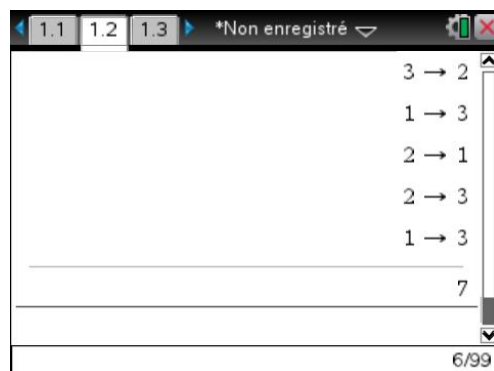 1.1 1.2 1.3 *Non enregistré
3 → 2
1 → 3
2 → 1
2 → 3
1 → 3
7
6/99